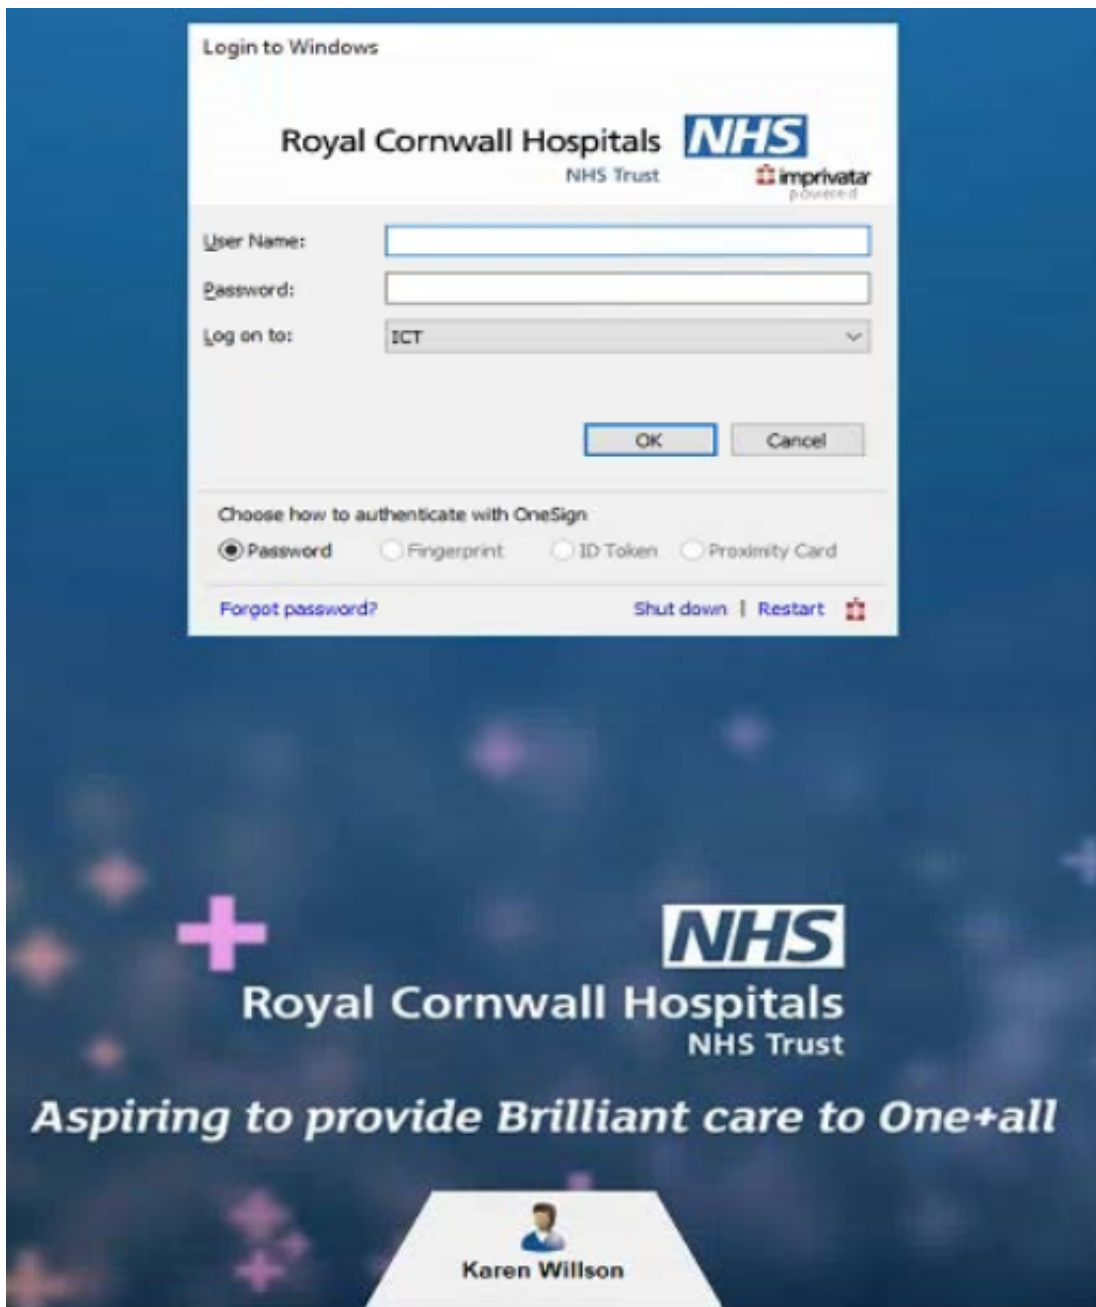 Login to Windows
Royal Cornwall Hospitals NHS
NHS Trust
imprivatar
powered
User Name:
Password:
Log on to: ICT
OK Cancel
Choose how to authenticate with OneSign
Password Fingerprint ID Token Proximity Card
Forgot password? Shut down | Restart
NHS
Royal Cornwall Hospitals
NHS Trust
Aspiring to provide Brilliant care to One+all
Karen Willson